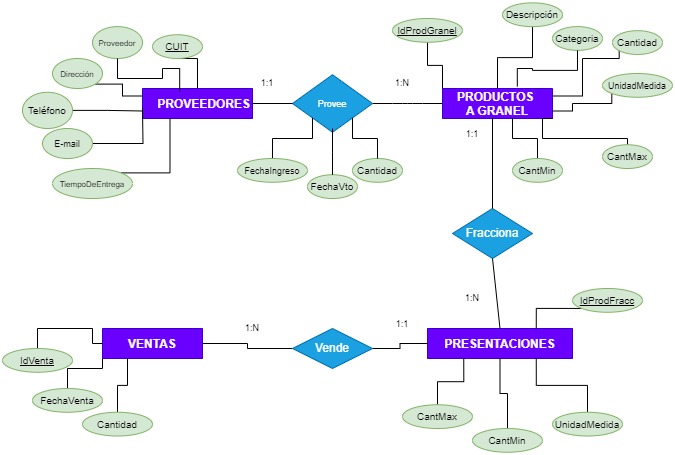 Descripción
IdProdGranel
Proveedor
CUIT
Categoria
Cantidad
Dirección
1:1
1:N
UnidadMedida
PROVEEDORES
Provee
PRODUCTOS
A GRANEL
Teléfono
1:1
E-mail
CantMax
FechaIngreso
Cantidad
CantMin
TiempoDeEntrega
FechaVto
Fracciona
1:N
IdProdFracc
1:N
1:1
VENTAS
Vende
PRESENTACIONES
IdVenta
FechaVenta
CantMax
Cantidad
UnidadMedida
CantMin